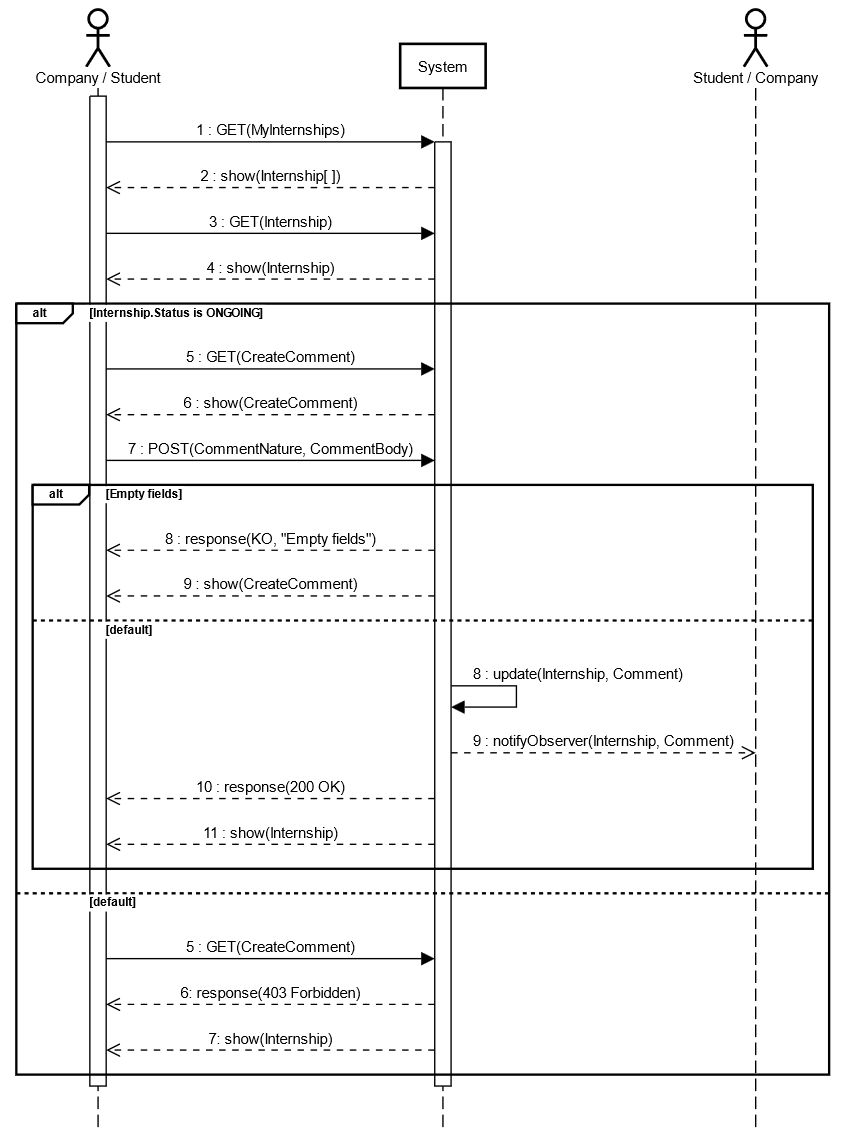 Company / Student
System
Student / Company
1 : GET(MyInternships)
2 : show(Internship[ ])
3 : GET(Internship)
4 : show(Internship)
alt
[Internship.Status is ONGOING]
5 : GET(CreateComment)
6 : show(CreateComment)
7 : POST(CommentNature, CommentBody)
alt
[Empty fields]
8 : response(KO, "Empty fields")
9 : show(CreateComment)
[default]
8 : update(Internship, Comment)
9 : notifyObserver(Internship, Comment)
10 : response(200 OK)
11 : show(Internship)
[default]
5 : GET(CreateComment)
6: response(403 Forbidden)
7: show(Internship)